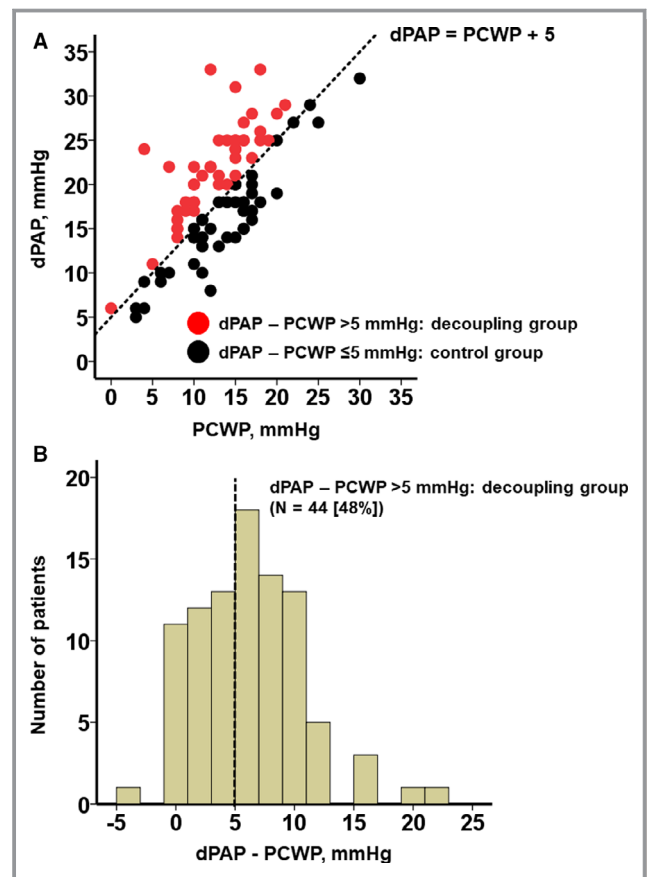 A
dPAP = PCWP + 5
35
30
25
20
15
10
5
0
dPAP, mmHg
dPAP – PCWP >5 mmHg: decoupling group
dPAP – PCWP ≤5 mmHg: control group
0 5 10 15 20 25 30 35
PCWP, mmHg
B
20
15
10
5
0
Number of patients
dPAP – PCWP >5 mmHg: decoupling group
(N = 44 [48%])
-5 0 5 10 15 20 25
dPAP - PCWP, mmHg